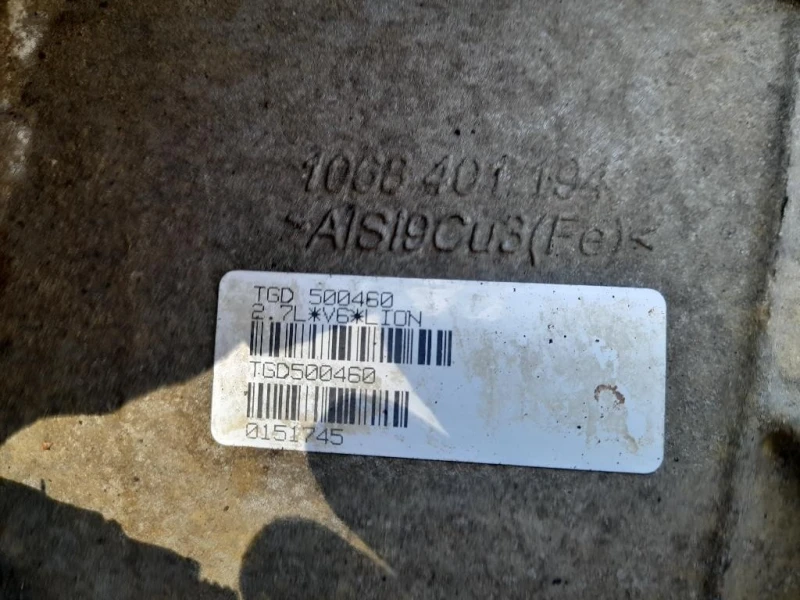 1068 401 194
>AlSi9Cu3(Fe)<
TGD 500460
2.7L*V6*LION
TGD500460
0151745